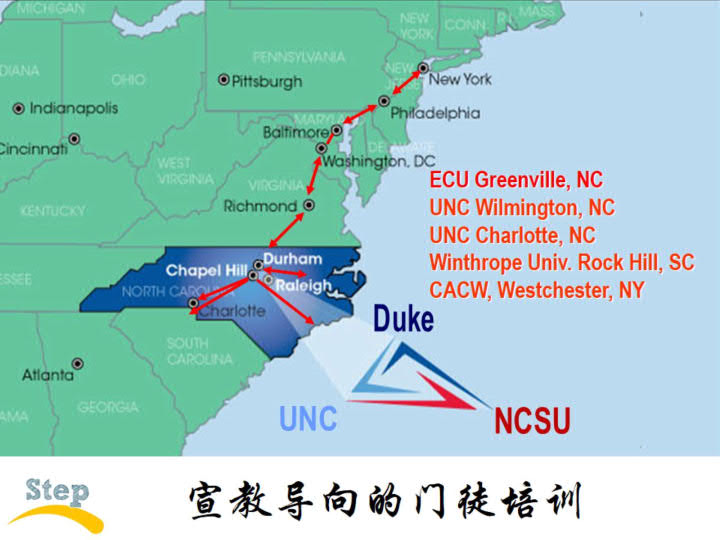 MICHIGAN
NEW
YORK
CONN.
R.I.
MASS
PENNSYLVANIA
DIANA
OHIO
Pittsburgh
NEW
JERSEY
New York
Indianapolis
Philadelphia
MARYLAND
Baltimore
Cincinnati
DELAWARE
Washington, DC
WEST
VIRGINIA
ECU Greenville, NC
VIRGINIA
KENTUCKY
Richmond
UNC Wilmington, NC
UNC Charlotte, NC
Durham
Chapel Hill
Winthrope Univ. Rock Hill, SC
ESSEE
Raleigh
NORTH CAROLINA
CACW, Westchester, NY
Charlotte
Duke
SOUTH
CAROLINA
Atlanta
GEORGIA
AMA
UNC
NCSU
Step
宣教导向的门徒培训